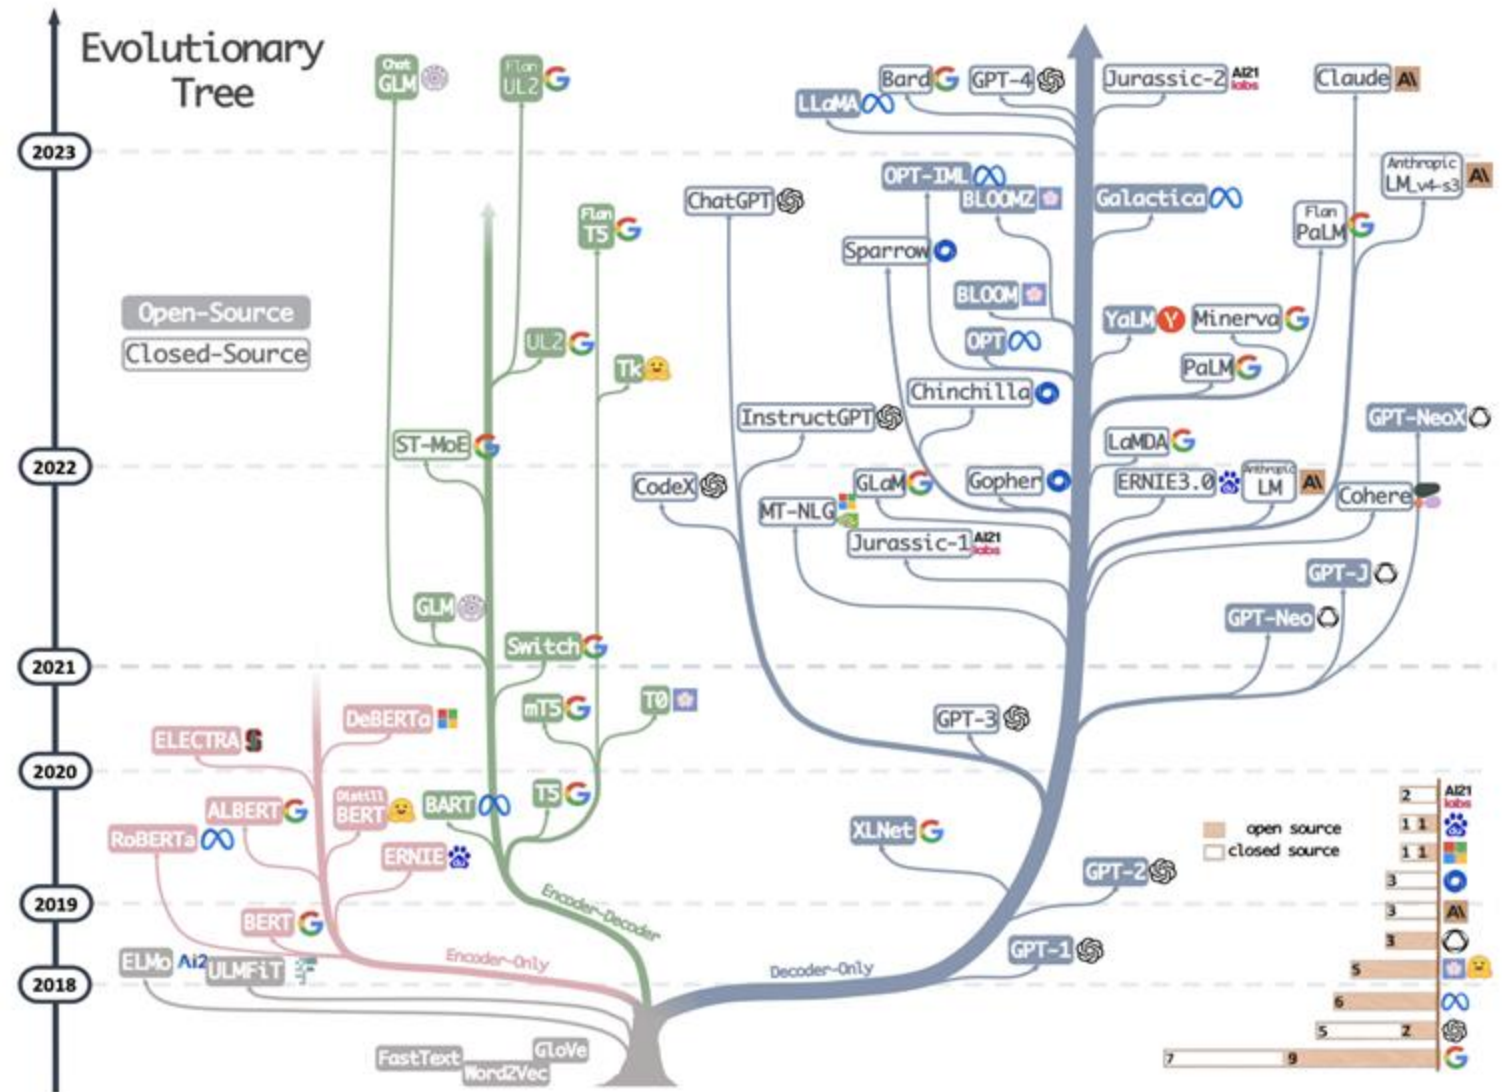 Evolutionary
Tree
Chat
GLM
Flan
UL2
Bard
GPT-4
Jurassic-2
AI21
labs
Claude
A\
LLaMA
2023
Anthropic
LM_v4-s3
A\
OPT-IML
BLOOMZ
Galactica
ChatGPT
Flan
T5
Flan
PaLM
Sparrow
Open-Source
Closed-Source
BLOOM
YaLM
Y
Minerva
UL2
OPT
Tk
PaLM
Chinchilla
InstructGPT
GPT-NeoX
ST-MoE
LaMDA
2022
CodeX
GLaM
Gopher
ERNIE3.0
Anthropic
LM
A\
Cohere
MT-NLG
Jurassic-1
AI21
labs
GPT-J
GLM
GPT-Neo
Switch
2021
mT5
T0
DeBERTa
GPT-3
ELECTRA
S
2020
Distill
BERT
BART
T5
ALBERT
RoBERTa
XLNet
ERNIE
GPT-2
2019
Encoder-Decoder
BERT
GPT-1
ELMo
Ai2
ULMFiT
Encoder-Only
Decoder-Only
2018
GloVe
FastText
Word2Vec
open source
closed source
2
AI21
labs
1 1
1 1
3
3
A\
3
5
6
5 2
7 9